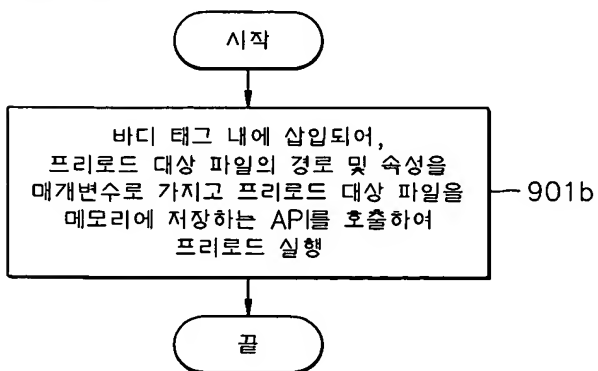 시작
바디 태그 내에 삽입되어,
프리로드 대상 파일의 경로 및 속성을
매개변수로 가지고 프리로드 대상 파일을
메모리에 저장하는 API를 호출하여
프리로드 실행
901b
끝